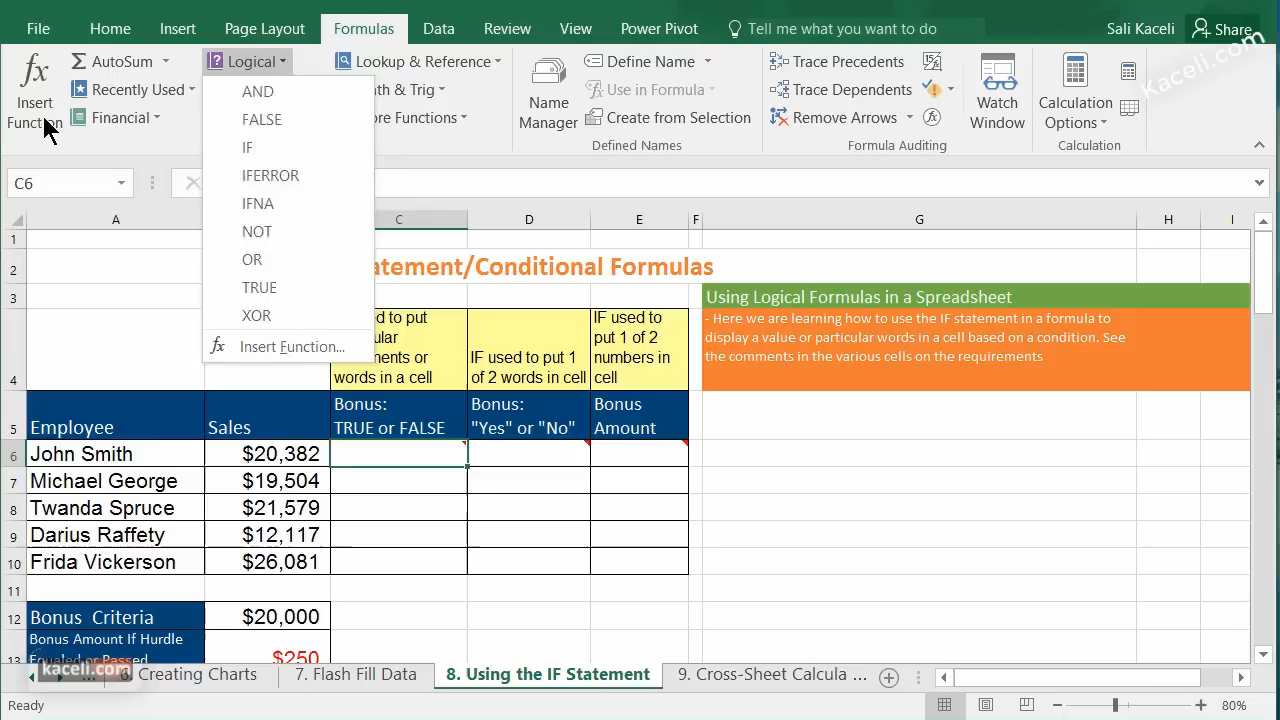 File Home Insert Page Layout Formulas Data Review View Power Pivot Tell me what you want to do Sali Kaceli Share
Kaceli.com
fx Insert Function
Σ AutoSum
Recently Used
Financial
Logical
AND
FALSE
IF
IFERROR
IFNA
NOT
OR
TRUE
XOR
fx Insert Function...
Lookup & Reference
th & Trig
ore Functions
Name Manager
Define Name
Use in Formula
Create from Selection
Defined Names
Trace Precedents
Trace Dependents
Remove Arrows
fx
Formula Auditing
Watch Window
Calculation Options
Calculation
C6
A C D E F G H I
1
2 atement/Conditional Formulas
3 Using Logical Formulas in a Spreadsheet
- Here we are learning how to use the IF statement in a formula to
display a value or particular words in a cell based on a condition. See
the comments in the various cells on the requirements
4
d to put
ular
ents or
words in a cell
IF used to put 1
of 2 words in cell
IF used to put 1 of 2
numbers in
cell
5 Employee Sales Bonus: TRUE or FALSE Bonus: "Yes" or "No" Bonus Amount
6 John Smith $20,382
7 Michael George $19,504
8 Twanda Spruce $21,579
9 Darius Raffety $12,117
10 Frida Vickerson $26,081
11
12 Bonus Criteria $20,000
13 Bonus Amount If Hurdle Equaled or Passed $250
kaceli.com
... 6. Creating Charts 7. Flash Fill Data 8. Using the IF Statement 9. Cross-Sheet Calcula ...
Ready 80%